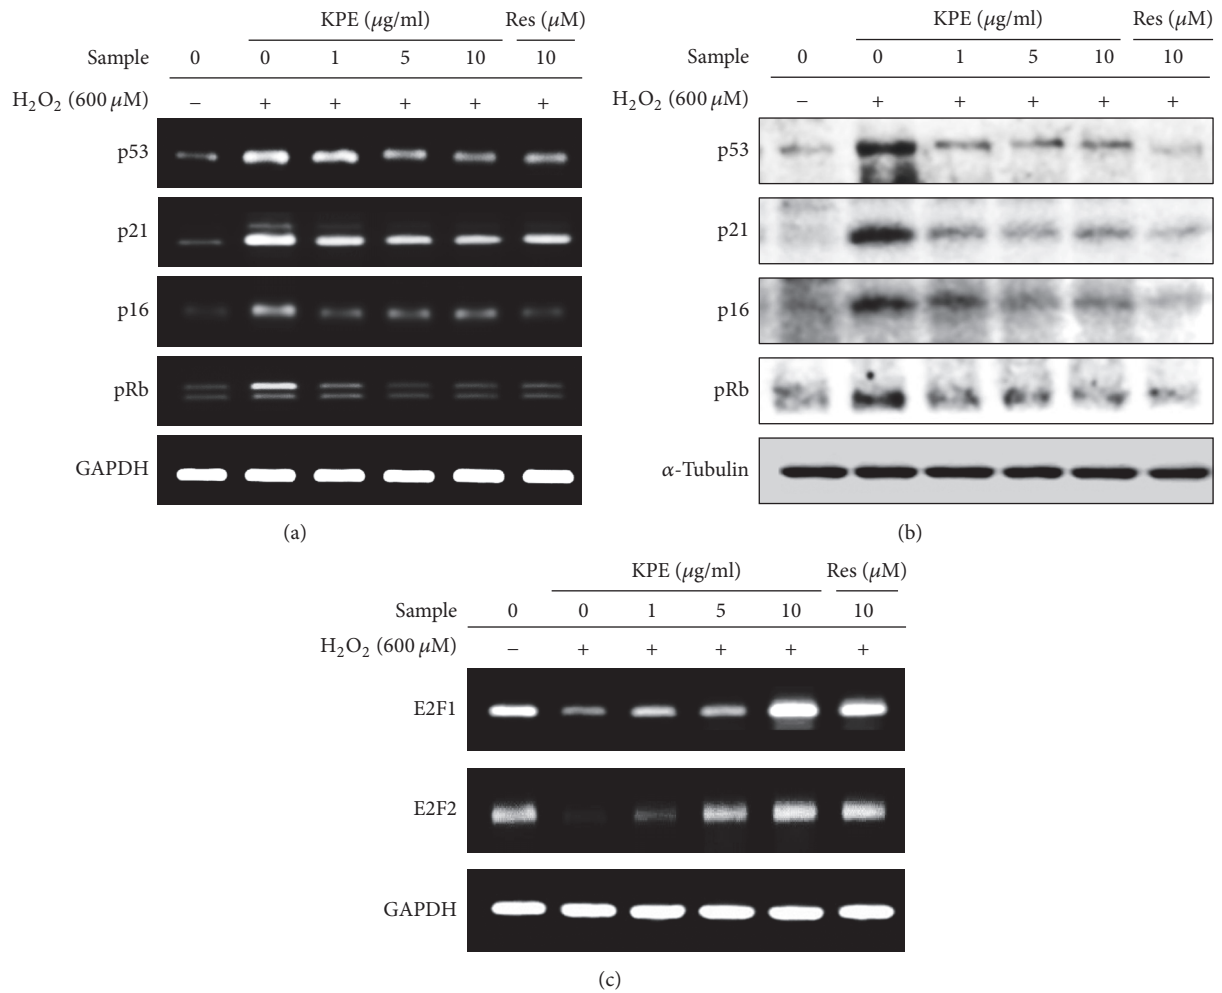 KPE (μg/ml) Res (μM)
Sample 0 0 1 5 10 10
H₂O₂ (600 μM) − + + + + +
p53
p21
p16
pRb
GAPDH
(a)
KPE (μg/ml) Res (μM)
Sample 0 0 1 5 10 10
H₂O₂ (600 μM) − + + + + +
p53
p21
p16
pRb
α-Tubulin
(b)
KPE (μg/ml) Res (μM)
Sample 0 0 1 5 10 10
H₂O₂ (600 μM) − + + + + +
E2F1
E2F2
GAPDH
(c)